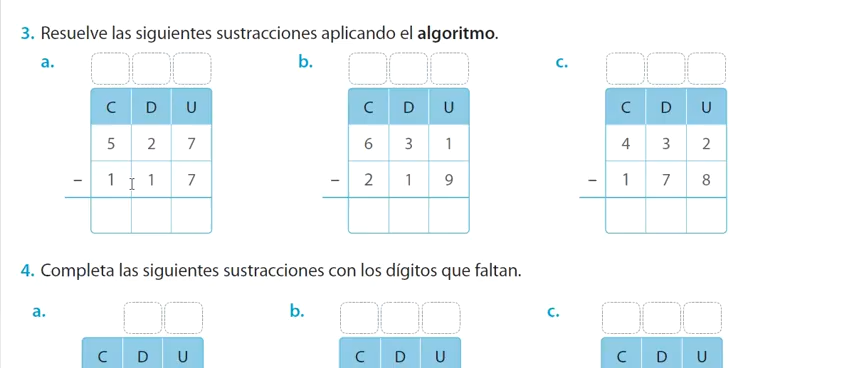 3. Resuelve las siguientes sustracciones aplicando el algoritmo.
a. b. c.
C D U C D U C D U
5 2 7 6 3 1 4 3 2
– 1 1 7 – 2 1 9 – 1 7 8
4. Completa las siguientes sustracciones con los dígitos que faltan.
a. b. c.
C D U C D U C D U